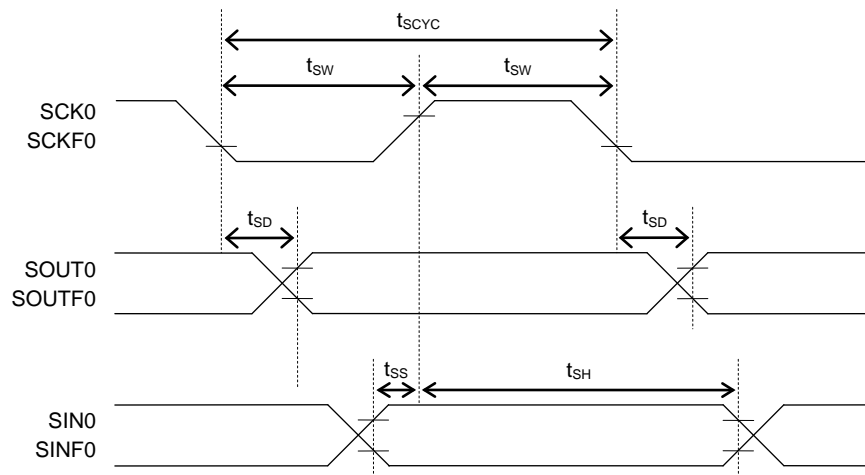 tSCYC
tSW tSW
SCK0
SCKF0
tSD tSD
SOUT0
SOUTF0
tSS tSH
SIN0
SINF0